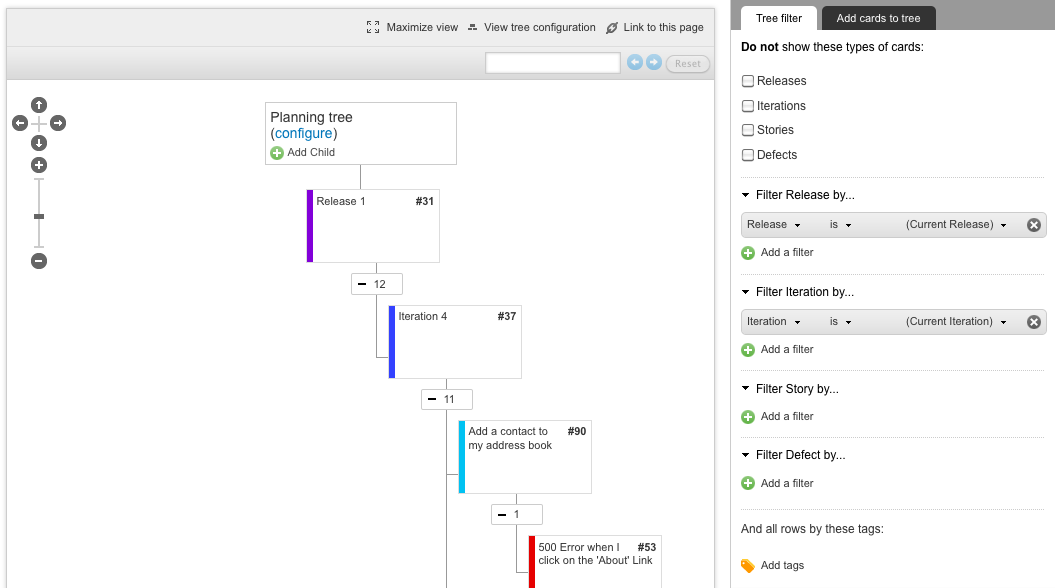 Maximize view
View tree configuration
Link to this page
Reset
Planning tree
(configure)
Add Child
Release 1 #31
12
Iteration 4 #37
11
Add a contact to #90
my address book
1
500 Error when I #53
click on the 'About' Link
Tree filter
Add cards to tree
Do not show these types of cards:
Releases
Iterations
Stories
Defects
Filter Release by...
Release is (Current Release)
Add a filter
Filter Iteration by...
Iteration is (Current Iteration)
Add a filter
Filter Story by...
Add a filter
Filter Defect by...
Add a filter
And all rows by these tags:
Add tags